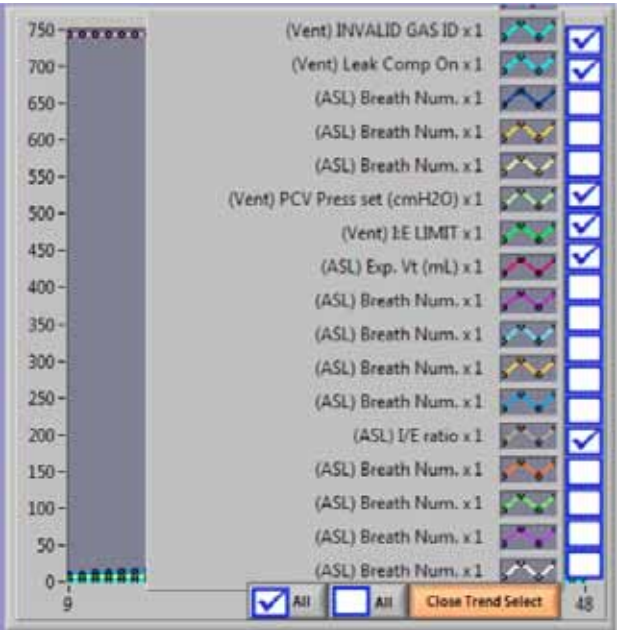 750
(Vent) INVALID GAS ID x 1
700
(Vent) Leak Comp On x 1
650
(ASL) Breath Num. x 1
600
(ASL) Breath Num. x 1
550
(ASL) Breath Num. x 1
500
(Vent) PCV Press set (cmH2O) x 1
450
(Vent) I:E LIMIT x 1
400
(ASL) Exp. Vt (mL) x 1
350
(ASL) Breath Num. x 1
300
(ASL) Breath Num. x 1
250
(ASL) Breath Num. x 1
200
(ASL) Breath Num. x 1
150
(ASL) I/E ratio x 1
100
(ASL) Breath Num. x 1
50
(ASL) Breath Num. x 1
0
(ASL) Breath Num. x 1
(ASL) Breath Num. x 1
9
All
All
Close Trend Select
48